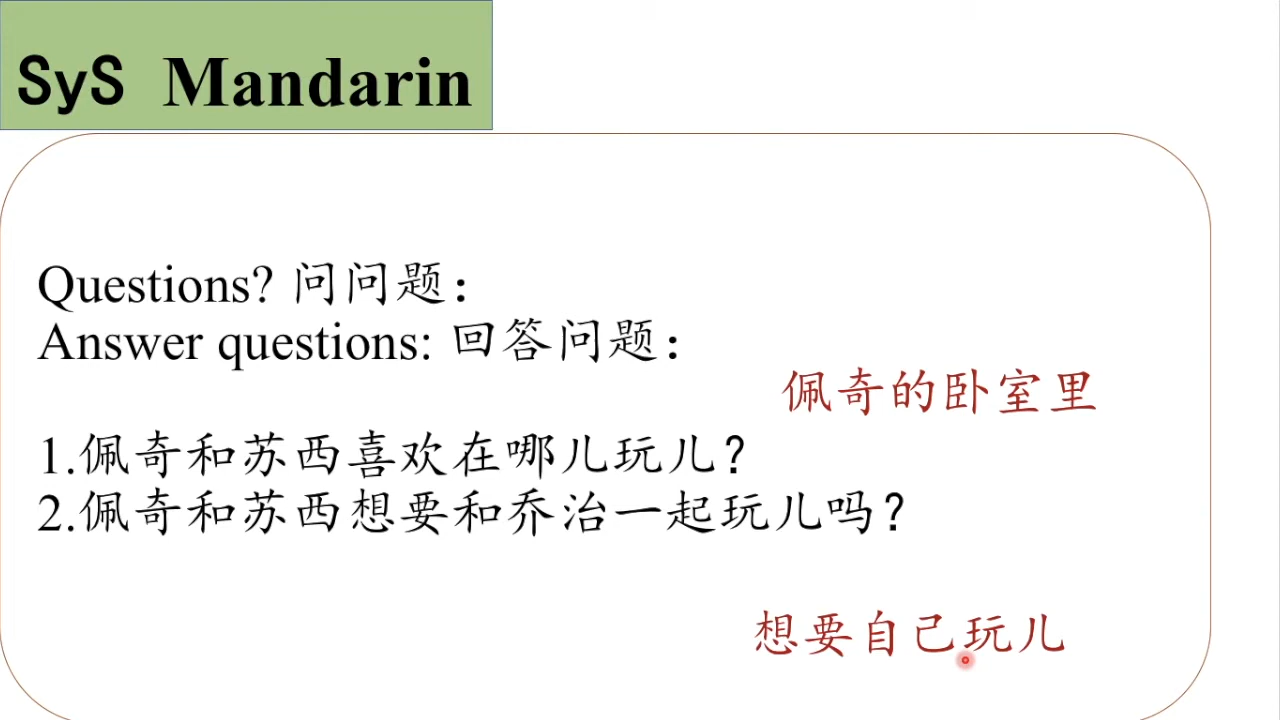 SyS Mandarin
Questions? 问问题：
Answer questions: 回答问题：
佩奇的卧室里
1.佩奇和苏西喜欢在哪儿玩儿？
2.佩奇和苏西想要和乔治一起玩儿吗？
想要自己玩儿